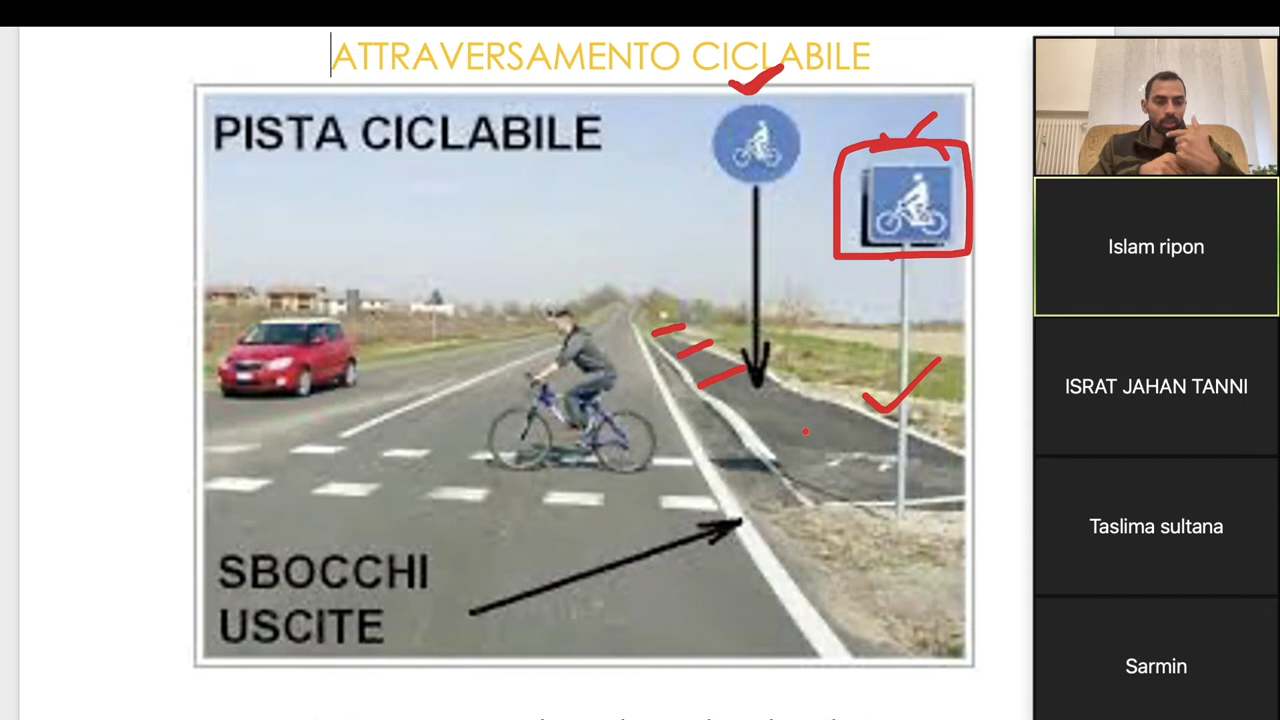 ATTRAVERSAMENTO CICLABILE
PISTA CICLABILE
SBOCCHI
USCITE
Islam ripon
ISRAT JAHAN TANNI
Taslima sultana
Sarmin